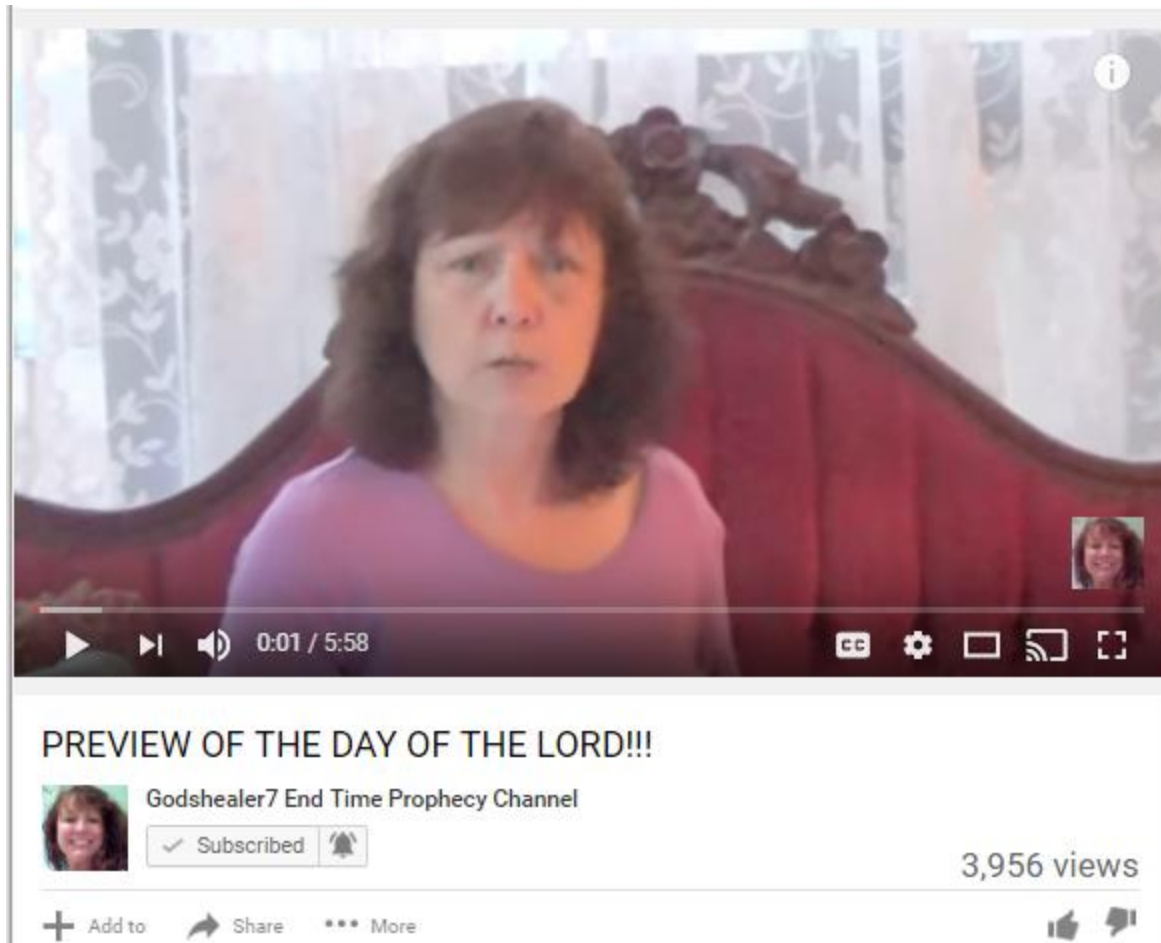 i
0:01 / 5:58
CC
PREVIEW OF THE DAY OF THE LORD!!!
Godshealer7 End Time Prophecy Channel
Subscribed
3,956 views
Add to Share More